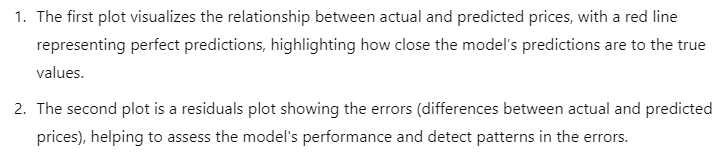 1. The first plot visualizes the relationship between actual and predicted prices, with a red line
representing perfect predictions, highlighting how close the model's predictions are to the true
values.
2. The second plot is a residuals plot showing the errors (differences between actual and predicted
prices), helping to assess the model's performance and detect patterns in the errors.